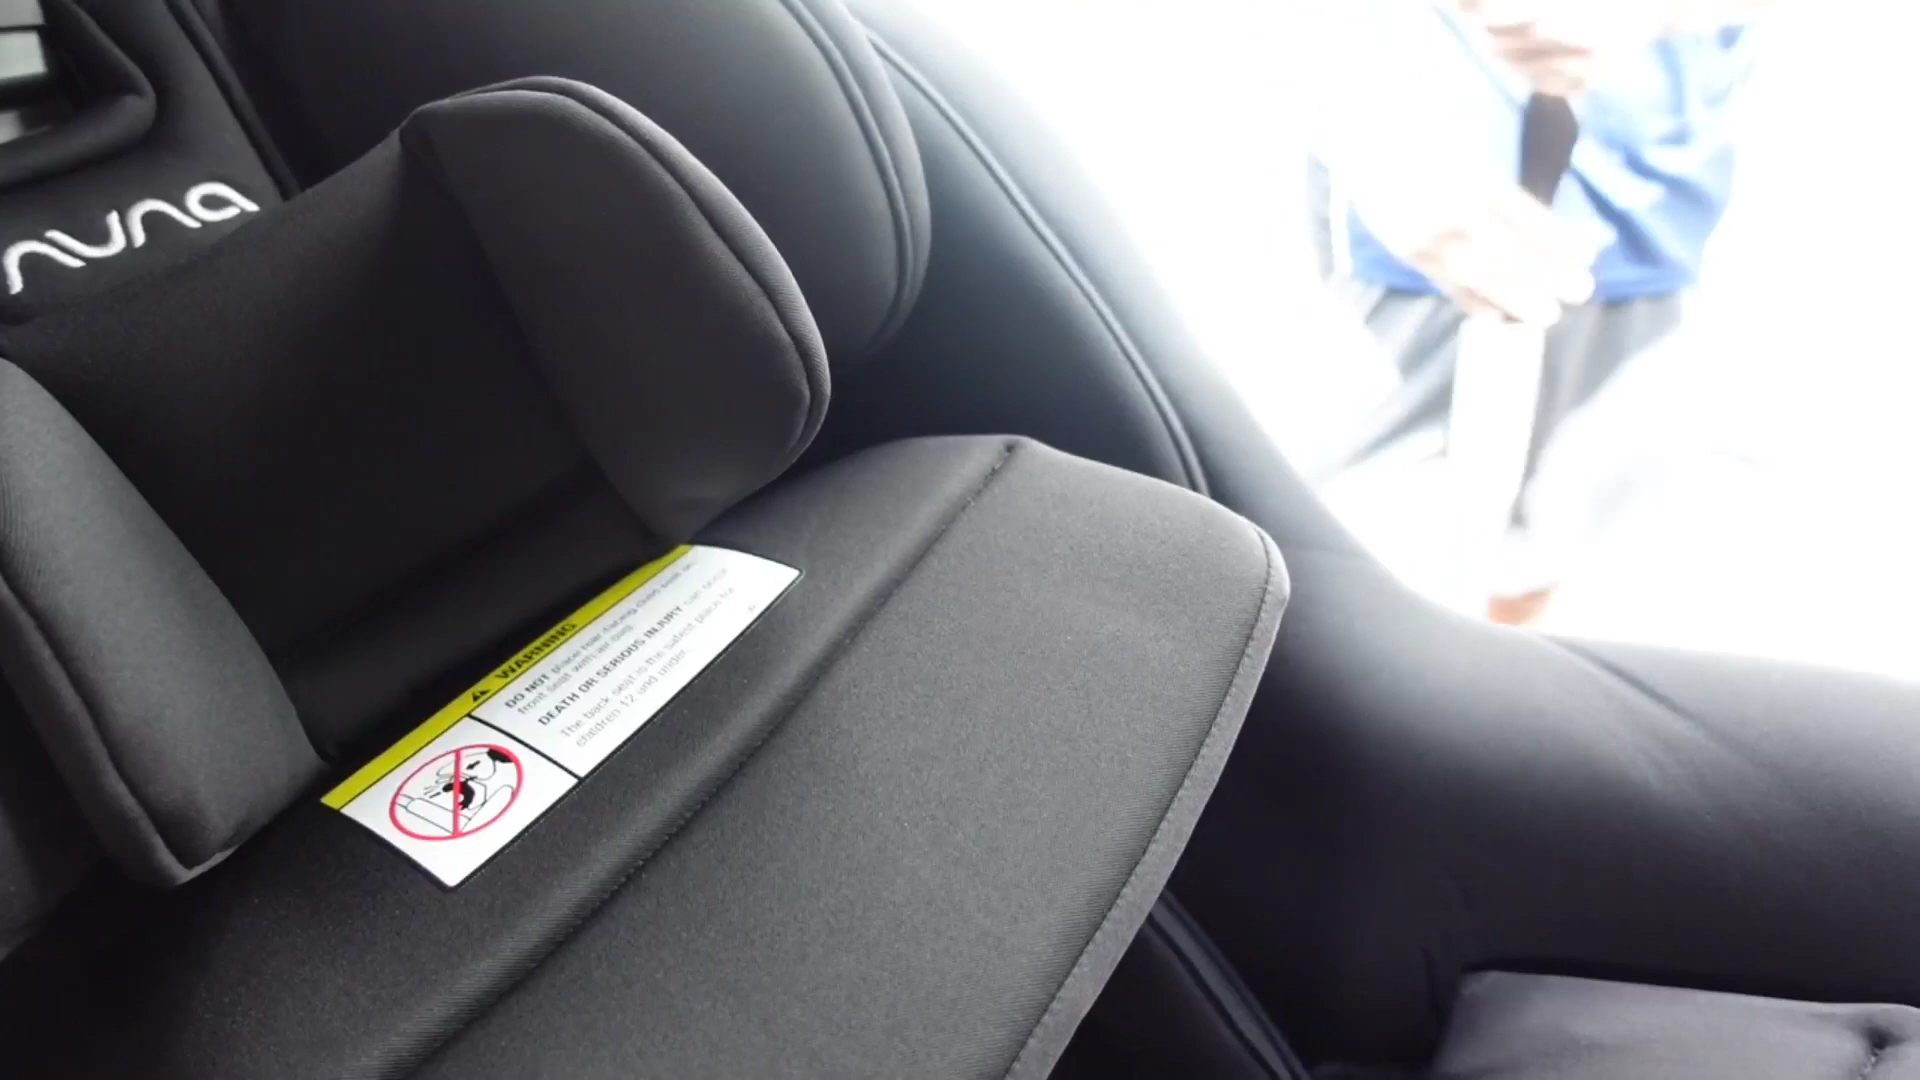 nuna
WARNING
DO NOT place rear-facing child seat on
front seat with air bag.
DEATH OR SERIOUS INJURY can occur
The back seat is the safest place for
children 12 and under.